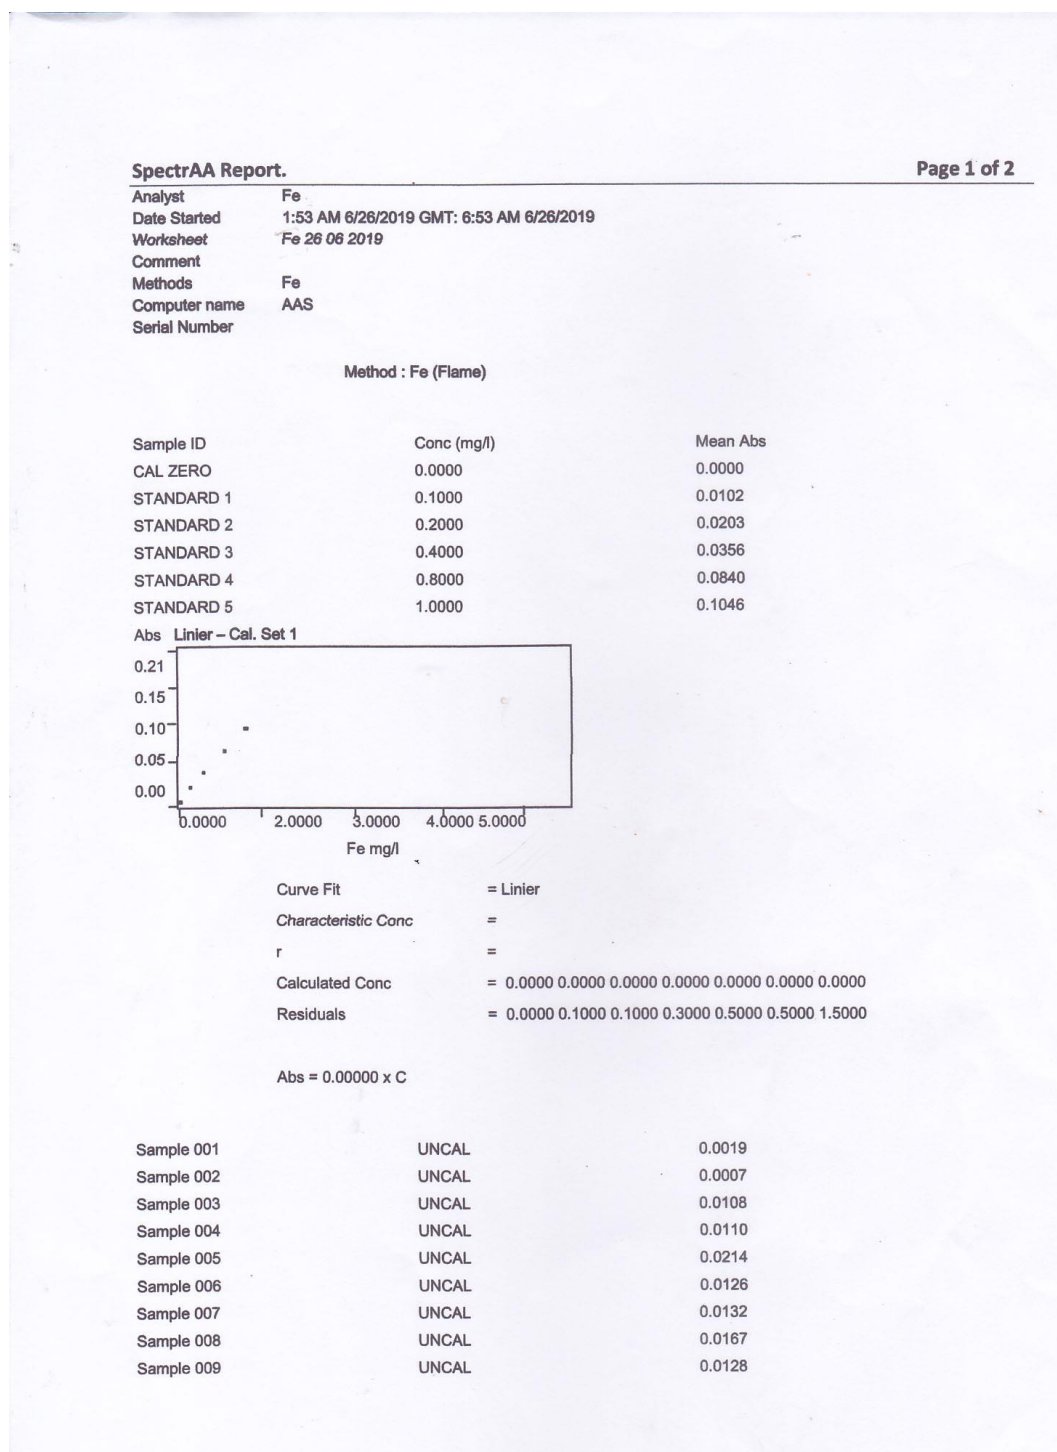 SpectrAA Report. Page 1 of 2
Analyst Fe
Date Started 1:53 AM 6/26/2019 GMT: 6:53 AM 6/26/2019
Worksheet Fe 26 06 2019
Comment
Methods Fe
Computer name AAS
Serial Number
Method : Fe (Flame)
Sample ID Conc (mg/l) Mean Abs
CAL ZERO 0.0000 0.0000
STANDARD 1 0.1000 0.0102
STANDARD 2 0.2000 0.0203
STANDARD 3 0.4000 0.0356
STANDARD 4 0.8000 0.0840
STANDARD 5 1.0000 0.1046
Abs Linier – Cal. Set 1
0.21
0.15
0.10
0.05
0.00
0.0000 2.0000 3.0000 4.0000 5.0000
Fe mg/l
Curve Fit = Linier
Characteristic Conc =
r =
Calculated Conc = 0.0000 0.0000 0.0000 0.0000 0.0000 0.0000 0.0000
Residuals = 0.0000 0.1000 0.1000 0.3000 0.5000 0.5000 1.5000
Abs = 0.00000 x C
Sample 001 UNCAL 0.0019
Sample 002 UNCAL 0.0007
Sample 003 UNCAL 0.0108
Sample 004 UNCAL 0.0110
Sample 005 UNCAL 0.0214
Sample 006 UNCAL 0.0126
Sample 007 UNCAL 0.0132
Sample 008 UNCAL 0.0167
Sample 009 UNCAL 0.0128